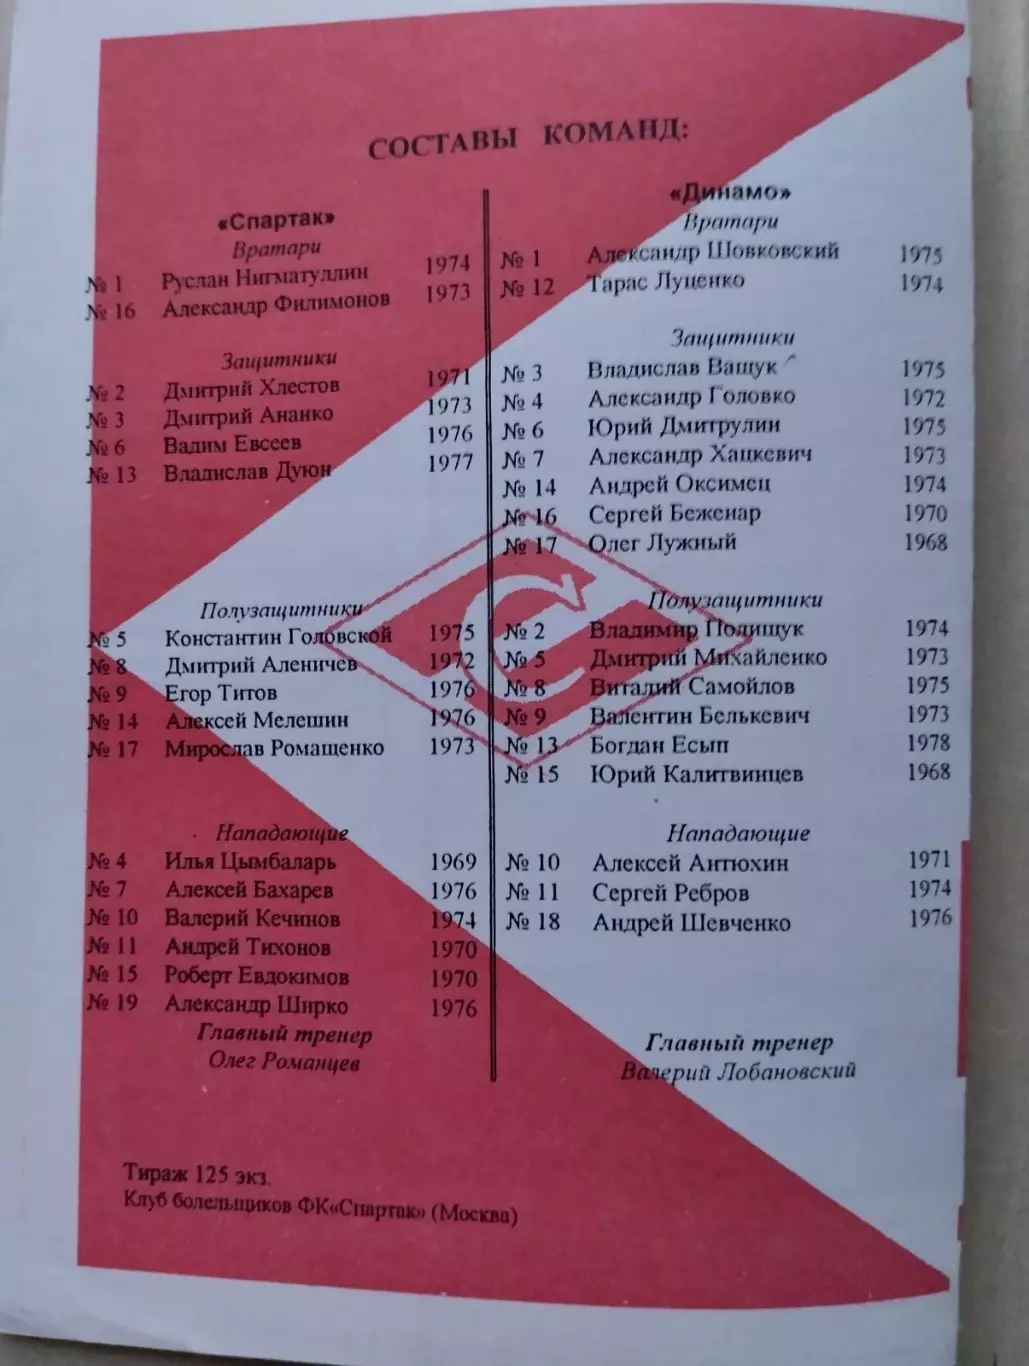 СОСТАВЫ КОМАНД:
«Спартак»
Вратари
№ 1 Руслан Нигматуллин 1974
№ 16 Александр Филимонов 1973
Защитники
№ 2 Дмитрий Хлестов 1971
№ 3 Дмитрий Ананко 1973
№ 6 Вадим Евсеев 1976
№ 13 Владислав Дуюн 1977
Полузащитники
№ 5 Константин Головской 1975
№ 8 Дмитрий Аленичев 1972
№ 9 Егор Титов 1976
№ 14 Алексей Мелешин 1976
№ 17 Мирослав Ромащенко 1973
Нападающие
№ 4 Илья Цымбаларь 1969
№ 7 Алексей Бахарев 1976
№ 10 Валерий Кечинов 1974
№ 11 Андрей Тихонов 1970
№ 15 Роберт Евдокимов 1970
№ 19 Александр Ширко 1976
Главный тренер
Олег Романцев
«Динамо»
Вратари
№ 1 Александр Шовковский 1975
№ 12 Тарас Луценко 1974
Защитники
№ 3 Владислав Ващук 1975
№ 4 Александр Головко 1972
№ 6 Юрий Дмитрулин 1975
№ 7 Александр Хацкевич 1973
№ 14 Андрей Оксимец 1974
№ 16 Сергей Беженар 1970
№ 17 Олег Лужный 1968
Полузащитники
№ 2 Владимир Полищук 1974
№ 5 Дмитрий Михайленко 1973
№ 8 Виталий Самойлов 1975
№ 9 Валентин Белькевич 1973
№ 13 Богдан Есып 1978
№ 15 Юрий Калитвинцев 1968
Нападающие
№ 10 Алексей Антюхин 1971
№ 11 Сергей Ребров 1974
№ 18 Андрей Шевченко 1976
Главный тренер
Валерий Лобановский
Тираж 125 экз.
Клуб болельщиков ФК«Спартак» (Москва)